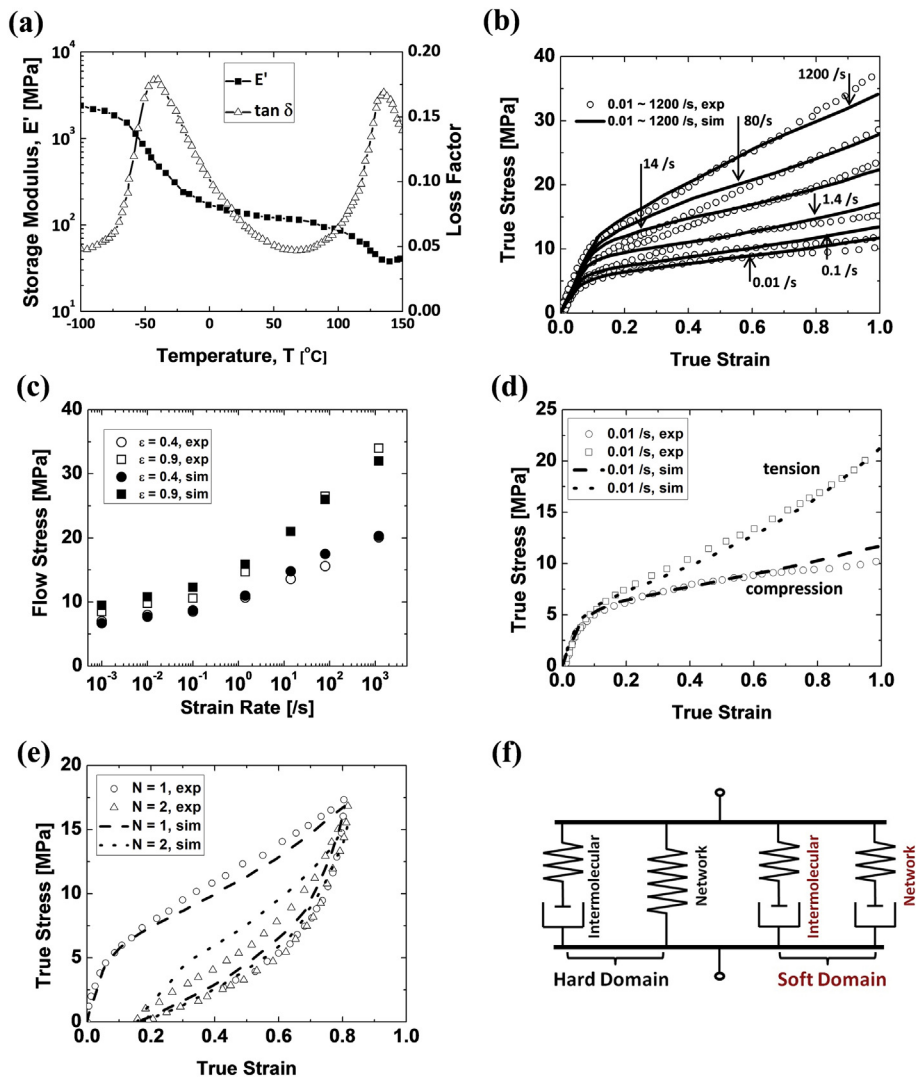 (a)
Storage Modulus, E' [MPa]
10⁴
10³
10²
10¹
E'
tan δ
0.20
0.15
0.10
0.05
0.00
Loss Factor
-100 -50 0 50 100 150
Temperature, T [°C]
(b)
True Stress [MPa]
40
35
30
25
20
15
10
5
0
0.01 ~ 1200 /s, exp
0.01 ~ 1200 /s, sim
1200 /s
80/s
14 /s
1.4 /s
0.1 /s
0.01 /s
0.0 0.2 0.4 0.6 0.8 1.0
True Strain
(c)
Flow Stress [MPa]
40
30
20
10
0
ε = 0.4, exp
ε = 0.9, exp
ε = 0.4, sim
ε = 0.9, sim
10⁻³ 10⁻² 10⁻¹ 10⁰ 10¹ 10² 10³
Strain Rate [/s]
(d)
True Stress [MPa]
25
20
15
10
5
0
0.01 /s, exp
0.01 /s, exp
0.01 /s, sim
0.01 /s, sim
tension
compression
0.0 0.2 0.4 0.6 0.8 1.0
True Strain
(e)
True Stress [MPa]
20
15
10
5
0
N = 1, exp
N = 2, exp
N = 1, sim
N = 2, sim
0.0 0.2 0.4 0.6 0.8 1.0
True Strain
(f)
Intermolecular
Network
Intermolecular
Network
Hard Domain
Soft Domain